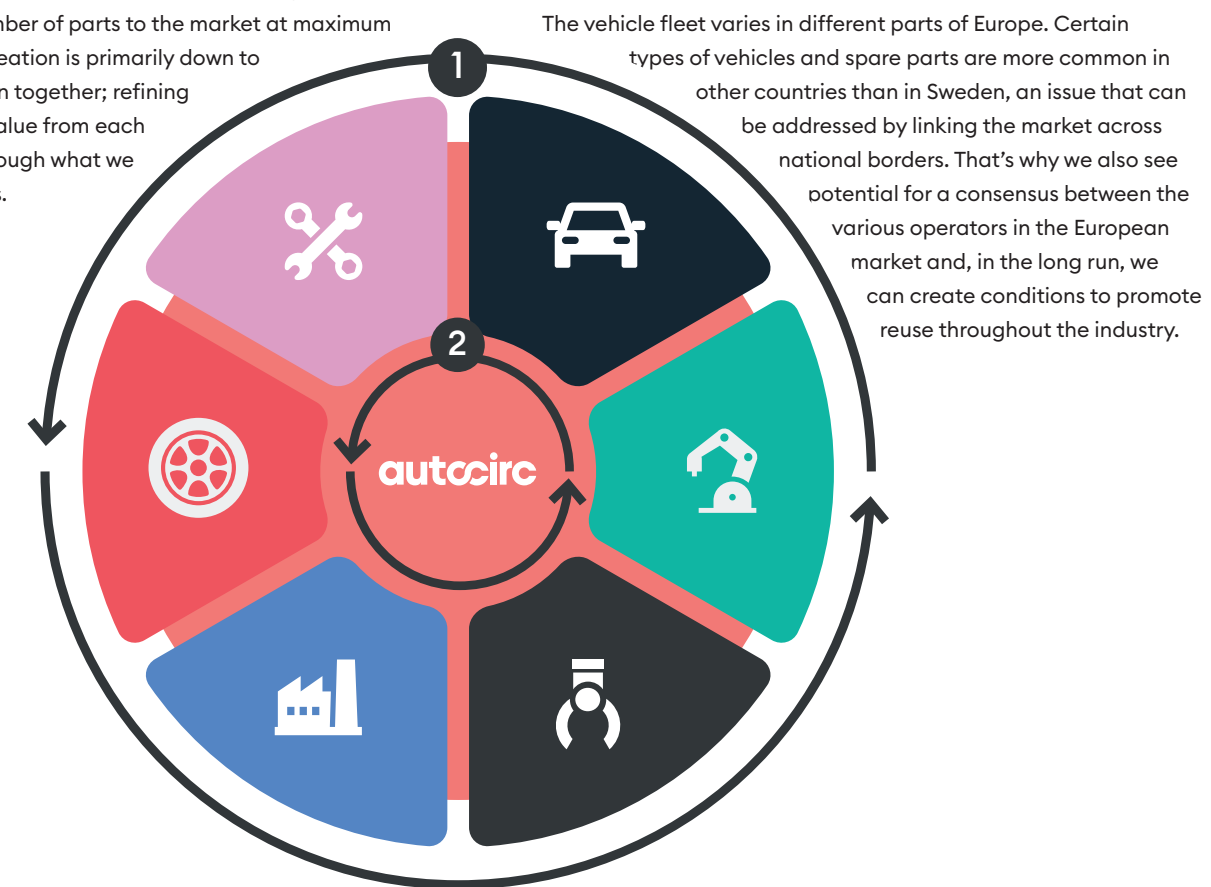 nber of parts to the market at maximum
eation is primarily down to
n together; refining
alue from each
ough what we
s.
The vehicle fleet varies in different parts of Europe. Certain
types of vehicles and spare parts are more common in
other countries than in Sweden, an issue that can
be addressed by linking the market across
national borders. That’s why we also see
potential for a consensus between the
various operators in the European
market and, in the long run, we
can create conditions to promote
reuse throughout the industry.
1
2
autocirc